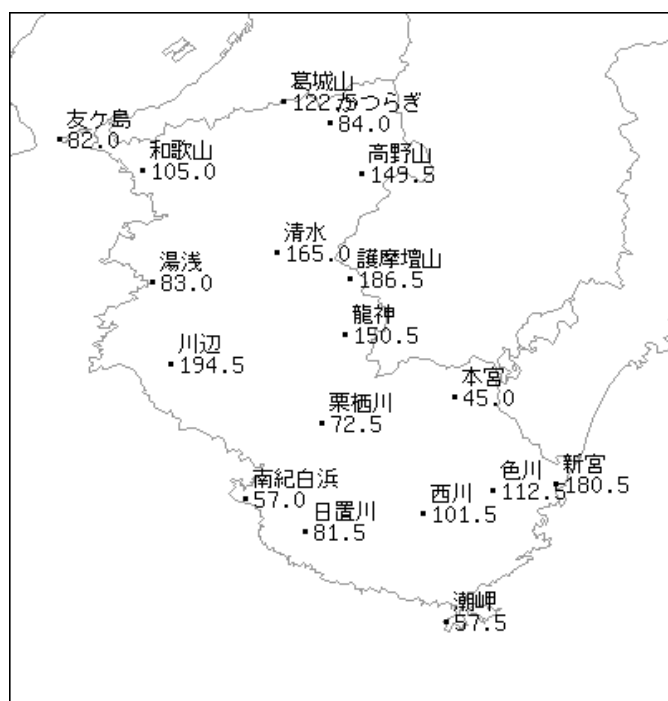 葛城山
122.5
かつらぎ
84.0
友ケ島
82.0
和歌山
105.0
高野山
149.5
清水
165.0
護摩壇山
186.5
湯浅
83.0
龍神
150.5
川辺
194.5
本宮
45.0
栗栖川
72.5
新宮
180.5
色川
112.5
南紀白浜
57.0
西川
101.5
日置川
81.5
潮岬
57.5